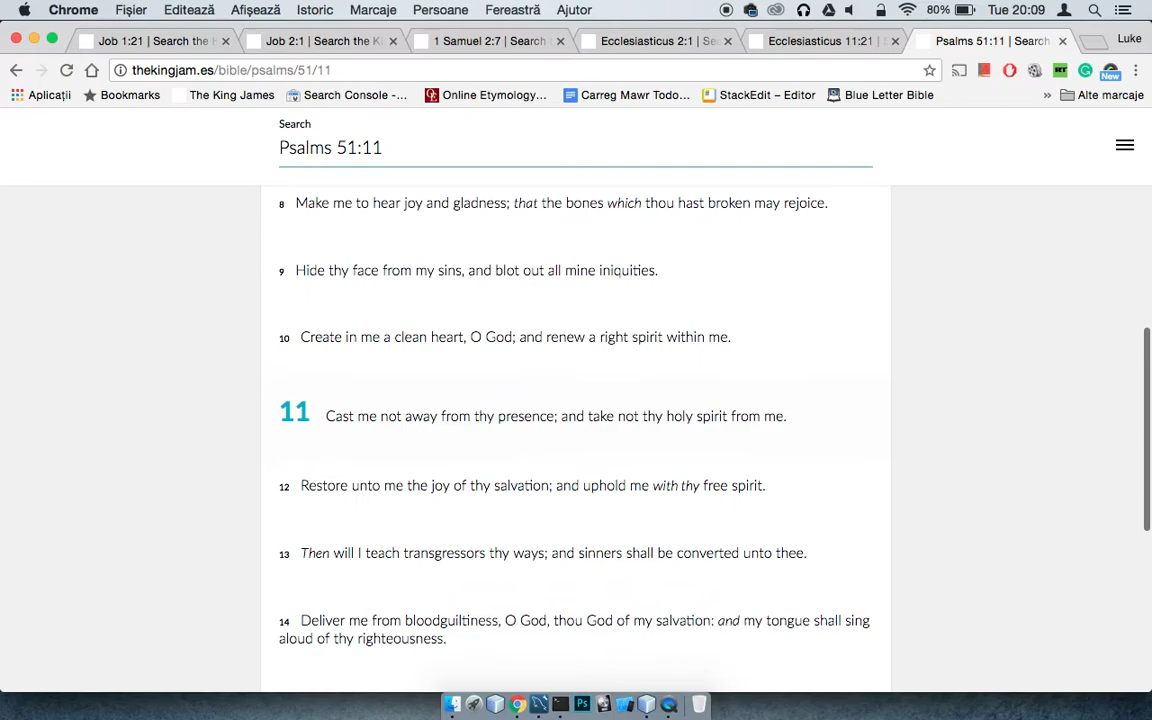 Chrome Fișier Editează Afișează Istoric Marcaje Persoane Fereastră Ajutor 80% Tue 20:09
Job 1:21 | Search the Job 2:1 | Search the Ki 1 Samuel 2:7 | Search Ecclesiasticus 2:1 | Se Ecclesiasticus 11:21 | Psalms 51:11 | Search Luke
thekingjam.es/bible/psalms/51/11
Aplicații Bookmarks The King James Search Console -... Online Etymology... Carreg Mawr Todo... StackEdit – Editor Blue Letter Bible » Alte marcaje
New
Search
Psalms 51:11
8 Make me to hear joy and gladness; that the bones which thou hast broken may rejoice.
9 Hide thy face from my sins, and blot out all mine iniquities.
10 Create in me a clean heart, O God; and renew a right spirit within me.
11 Cast me not away from thy presence; and take not thy holy spirit from me.
12 Restore unto me the joy of thy salvation; and uphold me with thy free spirit.
13 Then will I teach transgressors thy ways; and sinners shall be converted unto thee.
14 Deliver me from bloodguiltiness, O God, thou God of my salvation: and my tongue shall sing
aloud of thy righteousness.
Ps